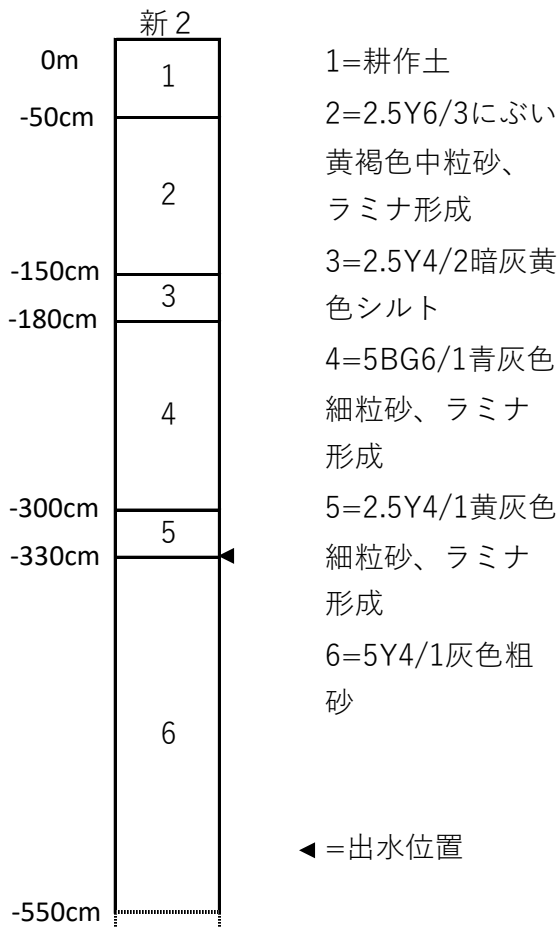 新２
0m
-50cm
-150cm
-180cm
-300cm
-330cm
-550cm
1
2
3
4
5
6
1=耕作土
2=2.5Y6/3にぶい
黄褐色中粒砂、
ラミナ形成
3=2.5Y4/2暗灰黄
色シルト
4=5BG6/1青灰色
細粒砂、ラミナ
形成
5=2.5Y4/1黄灰色
細粒砂、ラミナ
形成
6=5Y4/1灰色粗
砂
◀ =出水位置